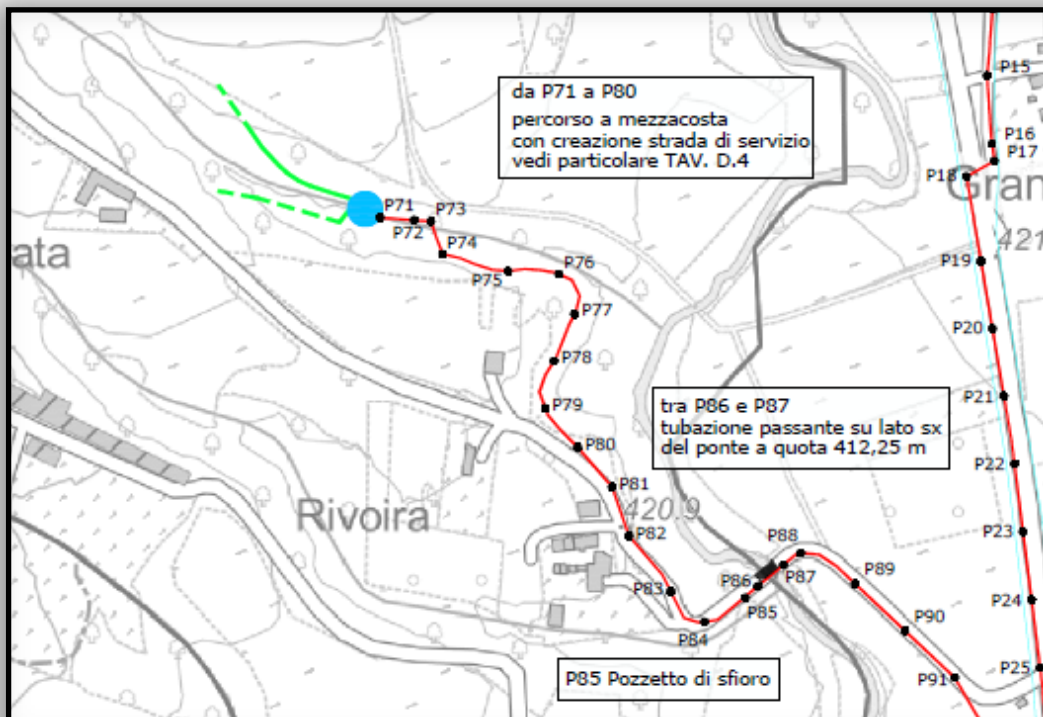 P15
da P71 a P80
percorso a mezzacosta
con creazione strada di servizio
vedi particolare TAV. D.4
P16
P17
P18
Gran
P71
P72
P73
P74
421
ata
P19
P75
P76
P77
P20
P78
P79
tra P86 e P87
tubazione passante su lato sx
del ponte a quota 412,25 m
P21
P80
P22
P81
Rivoira
420.9
P82
P23
P88
P87
P86
P89
P83
P85
P24
P84
P90
P25
P85 Pozzetto di sfioro
P91